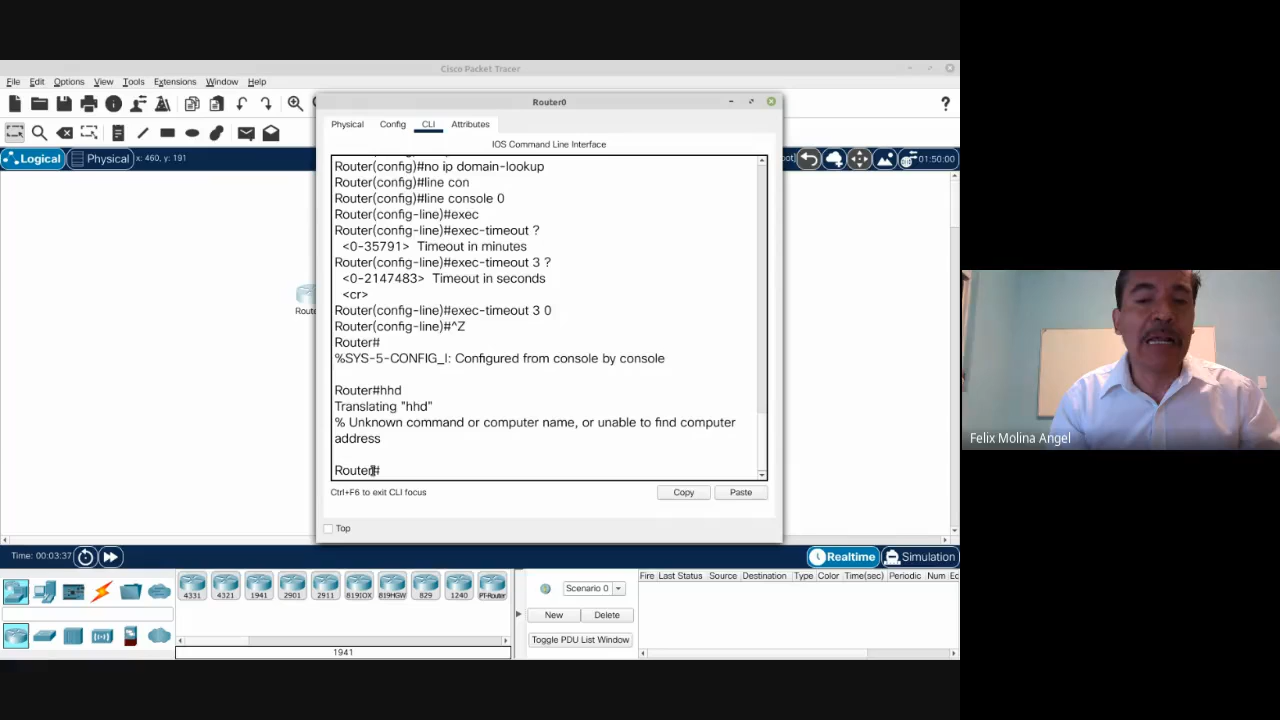 Cisco Packet Tracer
File Edit Options View Tools Extensions Window Help
Router0
Physical Config CLI Attributes
x: 460, y: 191
Logical Physical
01:50:00
IOS Command Line Interface
Router(config)#no ip domain-lookup
Router(config)#line con
Router(config)#line console 0
Router(config-line)#exec
Router(config-line)#exec-timeout ?
<0-35791> Timeout in minutes
Router(config-line)#exec-timeout 3 ?
<0-2147483> Timeout in seconds
<cr>
Router(config-line)#exec-timeout 3 0
Router(config-line)#^Z
Router#
%SYS-5-CONFIG_I: Configured from console by console
Router#hhd
Translating "hhd"
% Unknown command or computer name, or unable to find computer
address
Router#
Ctrl+F6 to exit CLI focus
Copy Paste
Top
Felix Molina Angel
Time: 00:03:37
Realtime Simulation
4331 4321 1941 2901 2911 819IOX 819HGW 829 1240 PT-Router
1941
Scenario 0
New Delete
Toggle PDU List Window
Fire Last Status Source Destination Type Color Time(sec) Periodic Num